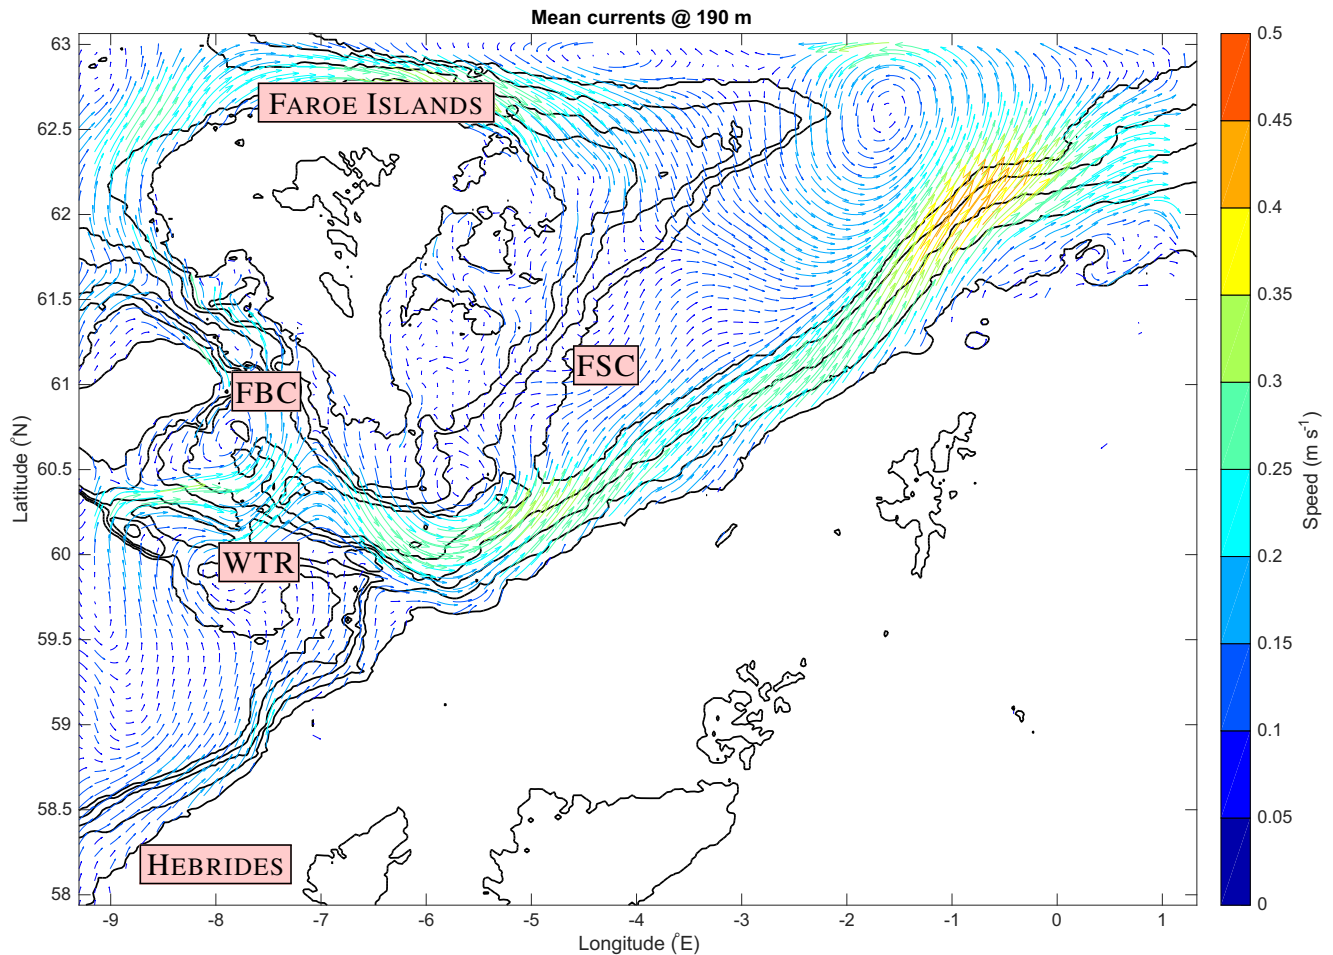 Mean currents @ 190 m
63
62.5
62
61.5
61
60.5
60
59.5
59
58.5
58
Latitude (°N)
FAROE ISLANDS
FSC
FBC
WTR
HEBRIDES
-9 -8 -7 -6 -5 -4 -3 -2 -1 0 1
Longitude (°E)
0.5
0.45
0.4
0.35
0.3
0.25
0.2
0.15
0.1
0.05
0
Speed (m s⁻¹)